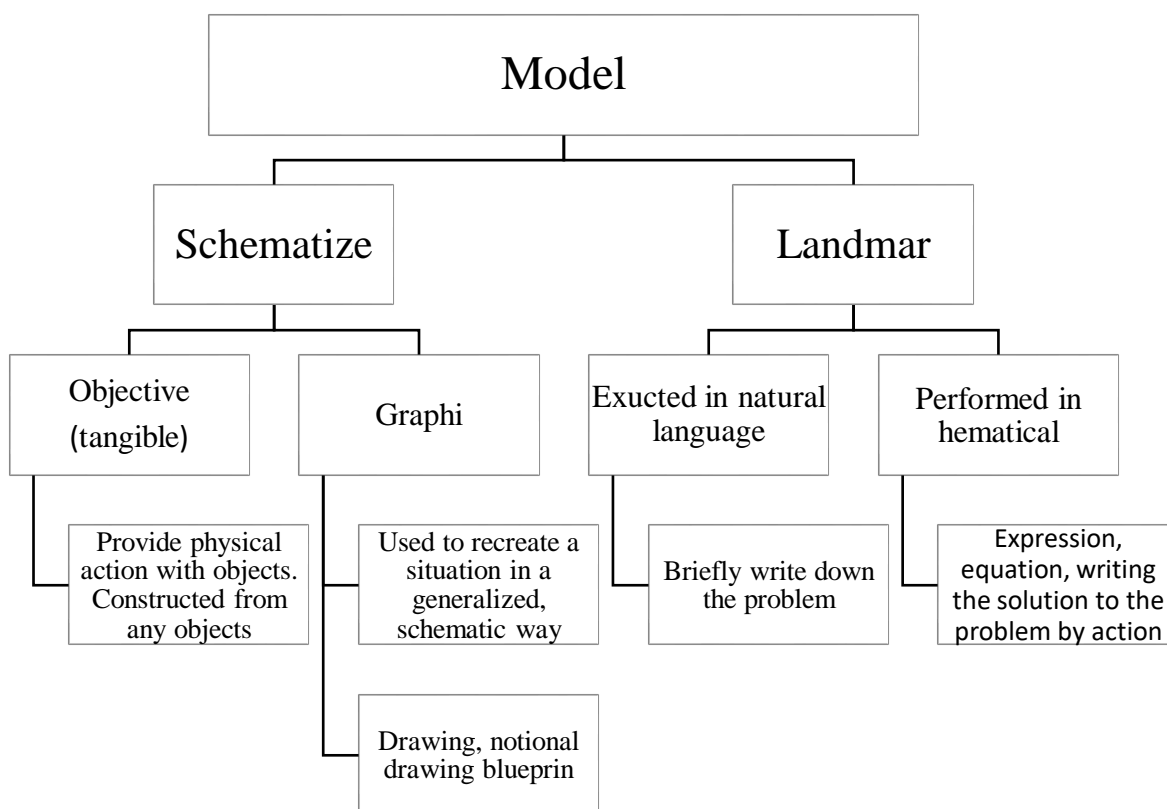 Model
Schematize
Landmar
Objective
(tangible)
Graphi
Exucted in natural
language
Performed in
hematical
Provide physical
action with objects.
Constructed from
any objects
Used to recreate a
situation in a
generalized,
schematic way
Briefly write down
the problem
Expression,
equation, writing
the solution to the
problem by action
Drawing, notional
drawing blueprin